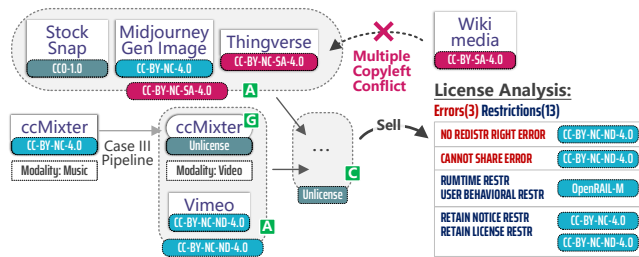 Stock
Snap
CC0-1.0
Midjourney
Gen Image
CC-BY-NC-4.0
Thingverse
CC-BY-NC-SA-4.0
CC-BY-NC-SA-4.0
A
Multiple
Copyleft
Conflict
Wiki
media
CC-BY-SA-4.0
ccMixter
CC-BY-NC-4.0
Modality: Music
Case III
Pipeline
ccMixter
G
Unlicense
Modality: Video
Vimeo
CC-BY-NC-ND-4.0
A
CC-BY-NC-ND-4.0
...
C
Unlicense
Sell
License Analysis:
Errors(3) Restrictions(13)
NO REDISTR RIGHT ERROR CC-BY-NC-ND-4.0
CANNOT SHARE ERROR CC-BY-NC-ND-4.0
RUMTIME RESTR
USER BEHAVIORAL RESTR OpenRAIL-M
RETAIN NOTICE RESTR CC-BY-NC-4.0
RETAIN LICENSE RESTR CC-BY-NC-ND-4.0